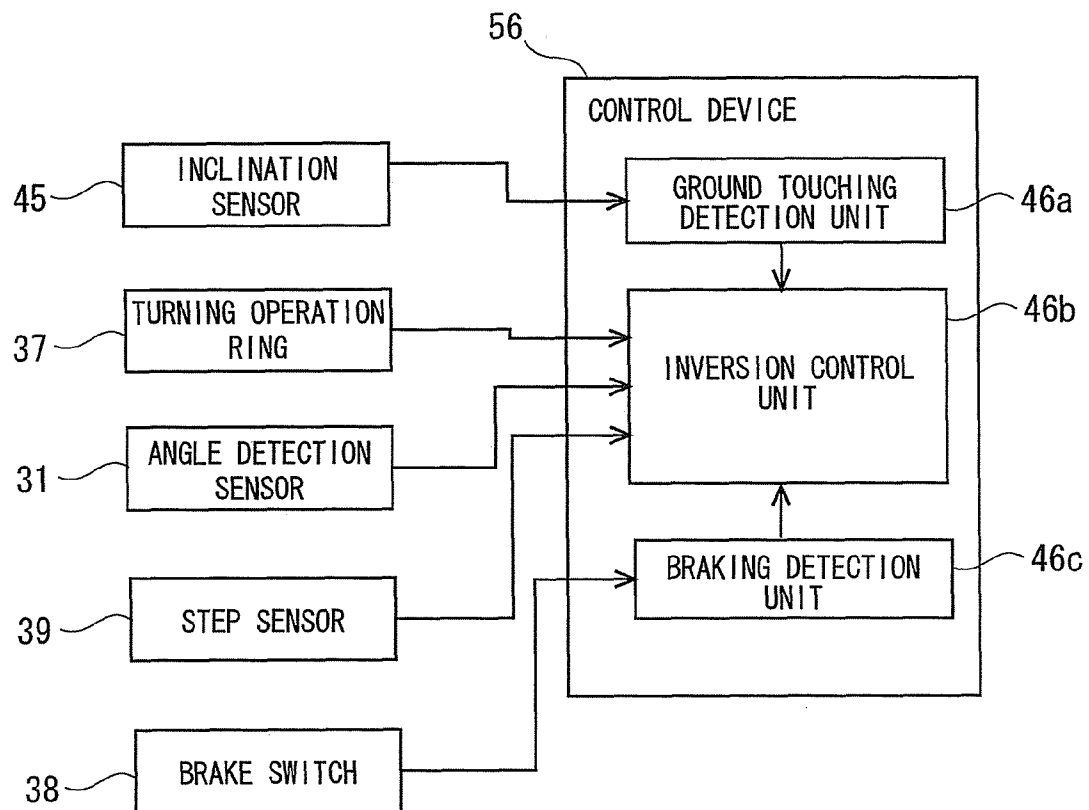 56
CONTROL DEVICE
INCLINATION
SENSOR
45
GROUND TOUCHING
DETECTION UNIT
46a
TURNING OPERATION
RING
37
INVERSION CONTROL
UNIT
46b
ANGLE DETECTION
SENSOR
31
BRAKING DETECTION
UNIT
46c
STEP SENSOR
39
BRAKE SWITCH
38